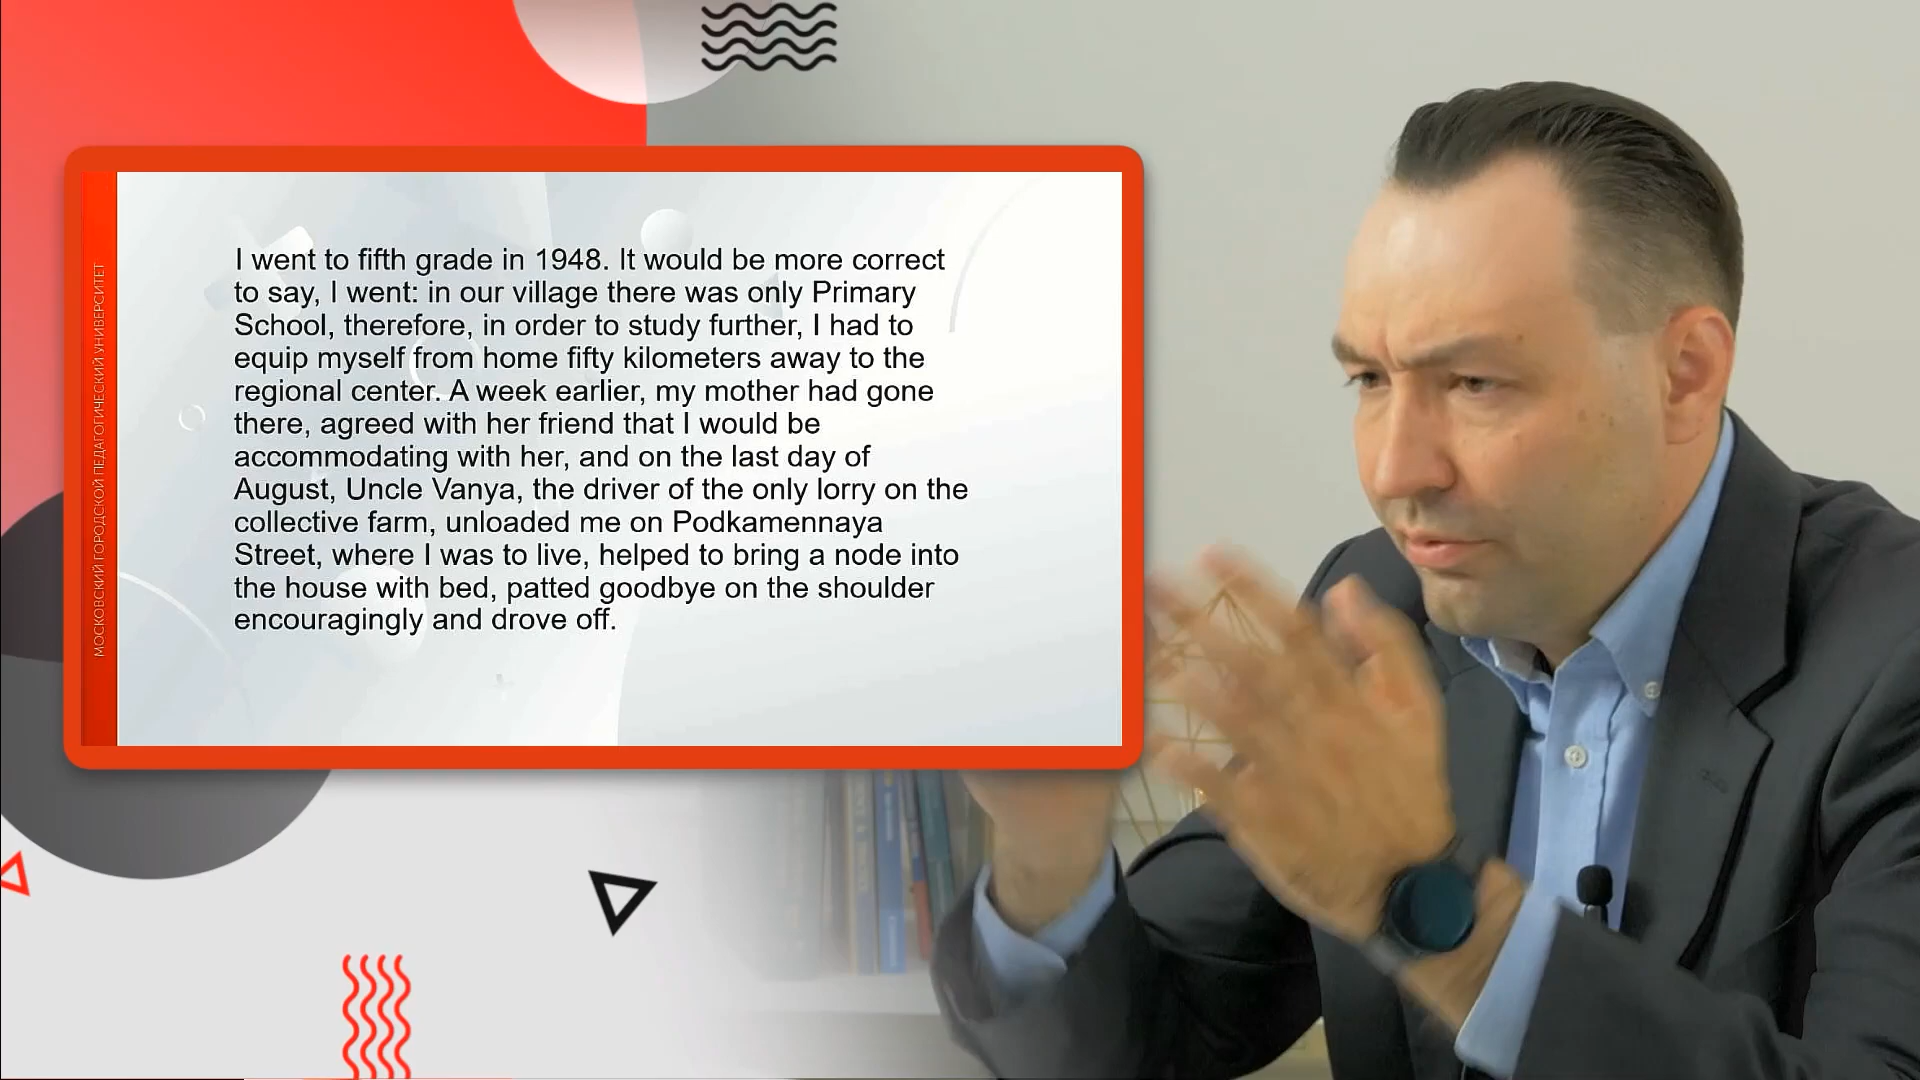 МОСКОВСКИЙ ГОРОДСКОЙ ПЕДАГОГИЧЕСКИЙ УНИВЕРСИТЕТ
I went to fifth grade in 1948. It would be more correct
to say, I went: in our village there was only Primary
School, therefore, in order to study further, I had to
equip myself from home fifty kilometers away to the
regional center. A week earlier, my mother had gone
there, agreed with her friend that I would be
accommodating with her, and on the last day of
August, Uncle Vanya, the driver of the only lorry on the
collective farm, unloaded me on Podkamennaya
Street, where I was to live, helped to bring a node into
the house with bed, patted goodbye on the shoulder
encouragingly and drove off.